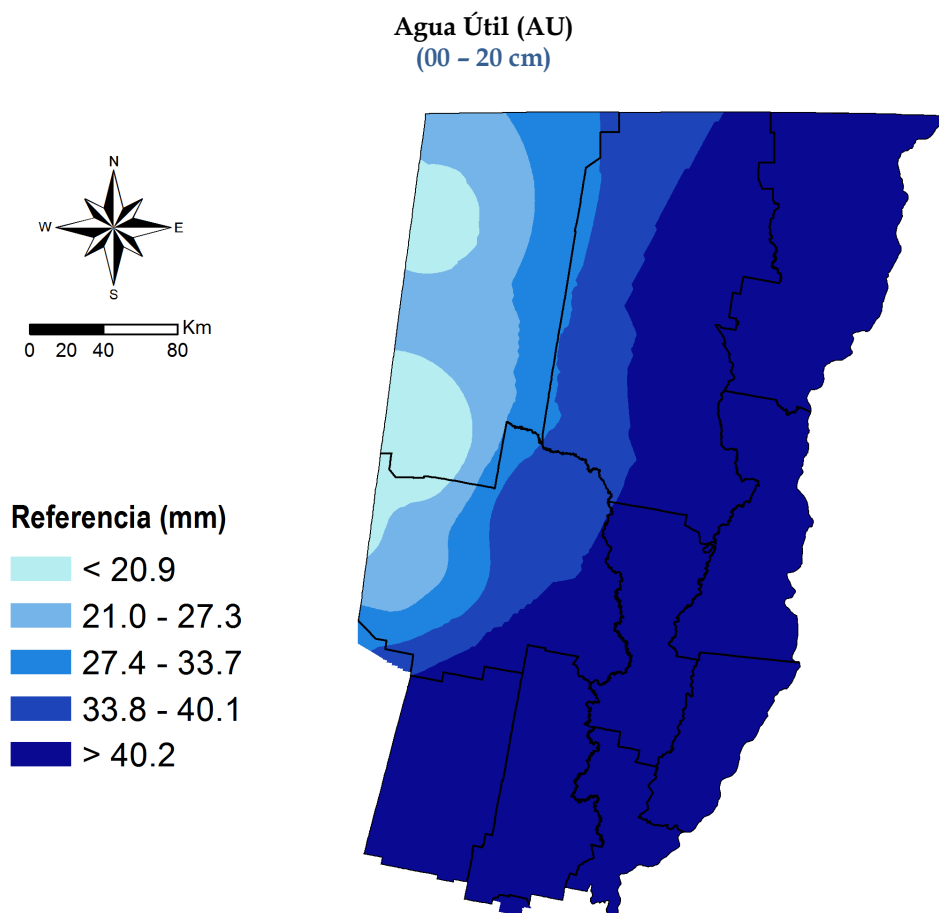 Agua Útil (AU)
(00 – 20 cm)
N
W E
S
Km
0 20 40 80
Referencia (mm)
< 20.9
21.0 - 27.3
27.4 - 33.7
33.8 - 40.1
> 40.2